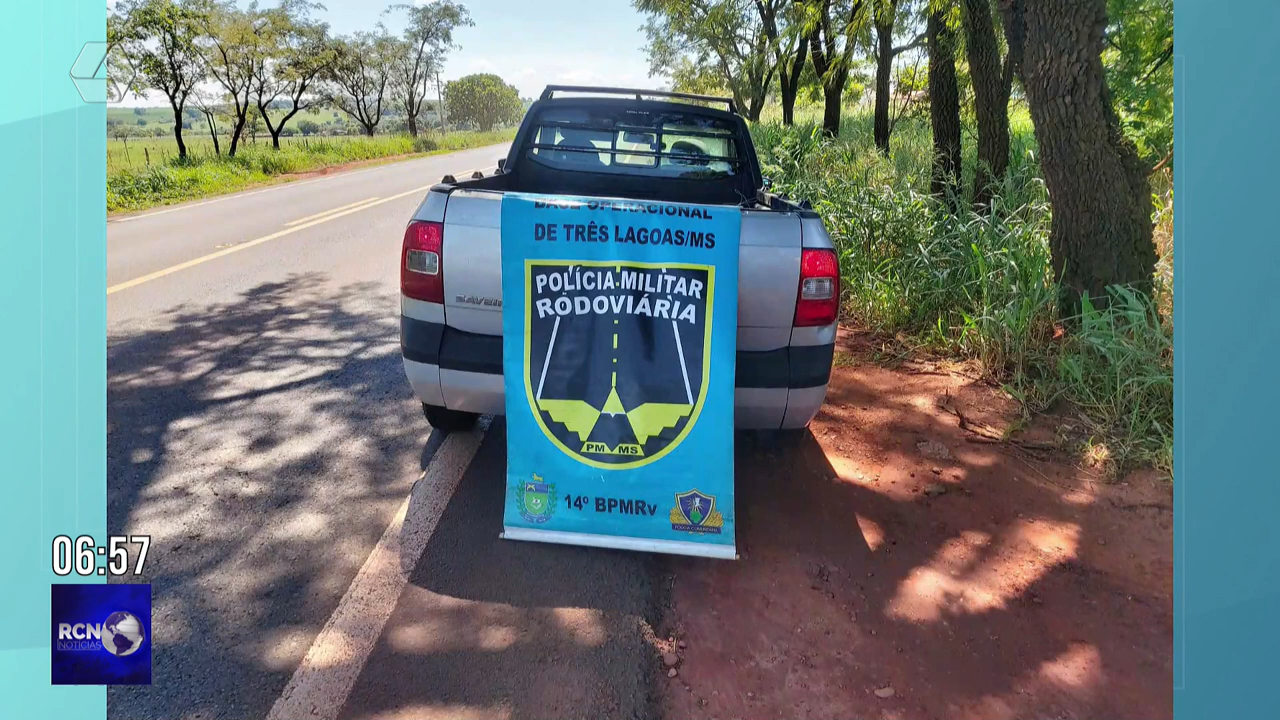 BASE OPERACIONAL
DE TRÊS LAGOAS/MS
POLÍCIA MILITAR
RODOVIÁRIA
PM MS
14º BPMRv
06:57
RCN
NOTÍCIAS